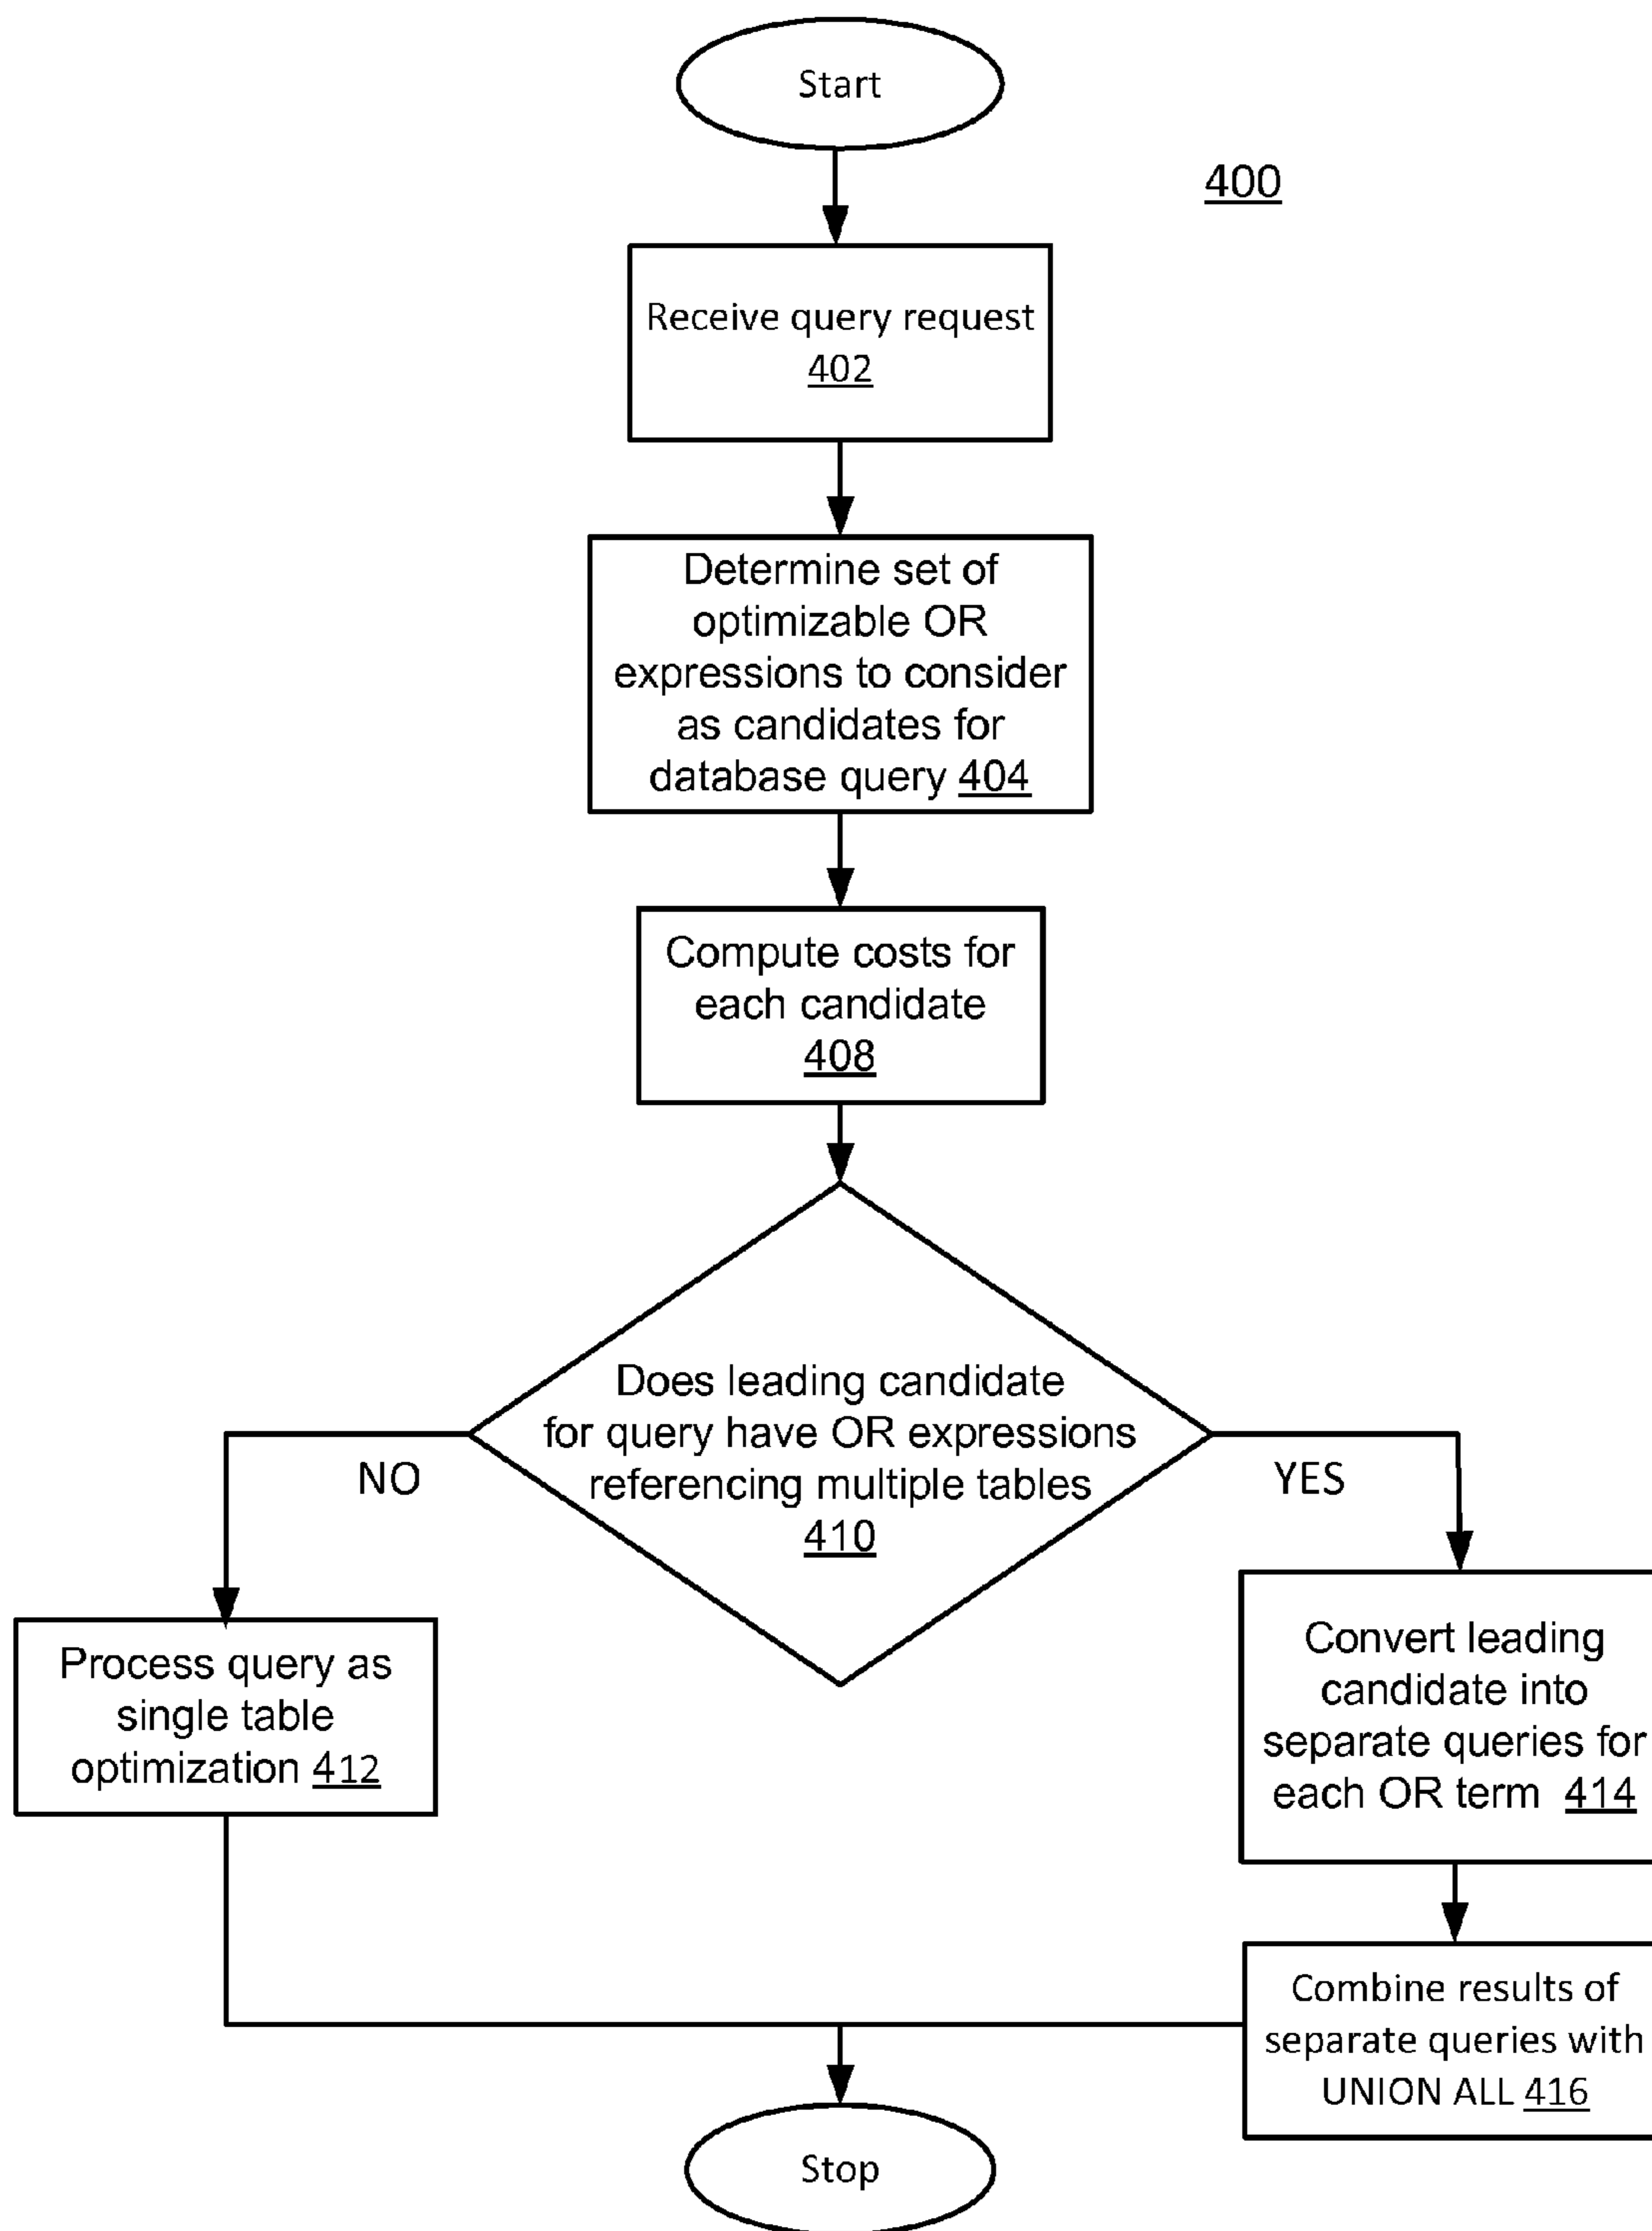 Start
400
Receive query request
402
Determine set of
optimizable OR
expressions to consider
as candidates for
database query 404
Compute costs for
each candidate
408
Does leading candidate
for query have OR expressions
referencing multiple tables
410
NO
YES
Process query as
single table
optimization 412
Convert leading
candidate into
separate queries for
each OR term 414
Combine results of
separate queries with
UNION ALL 416
Stop